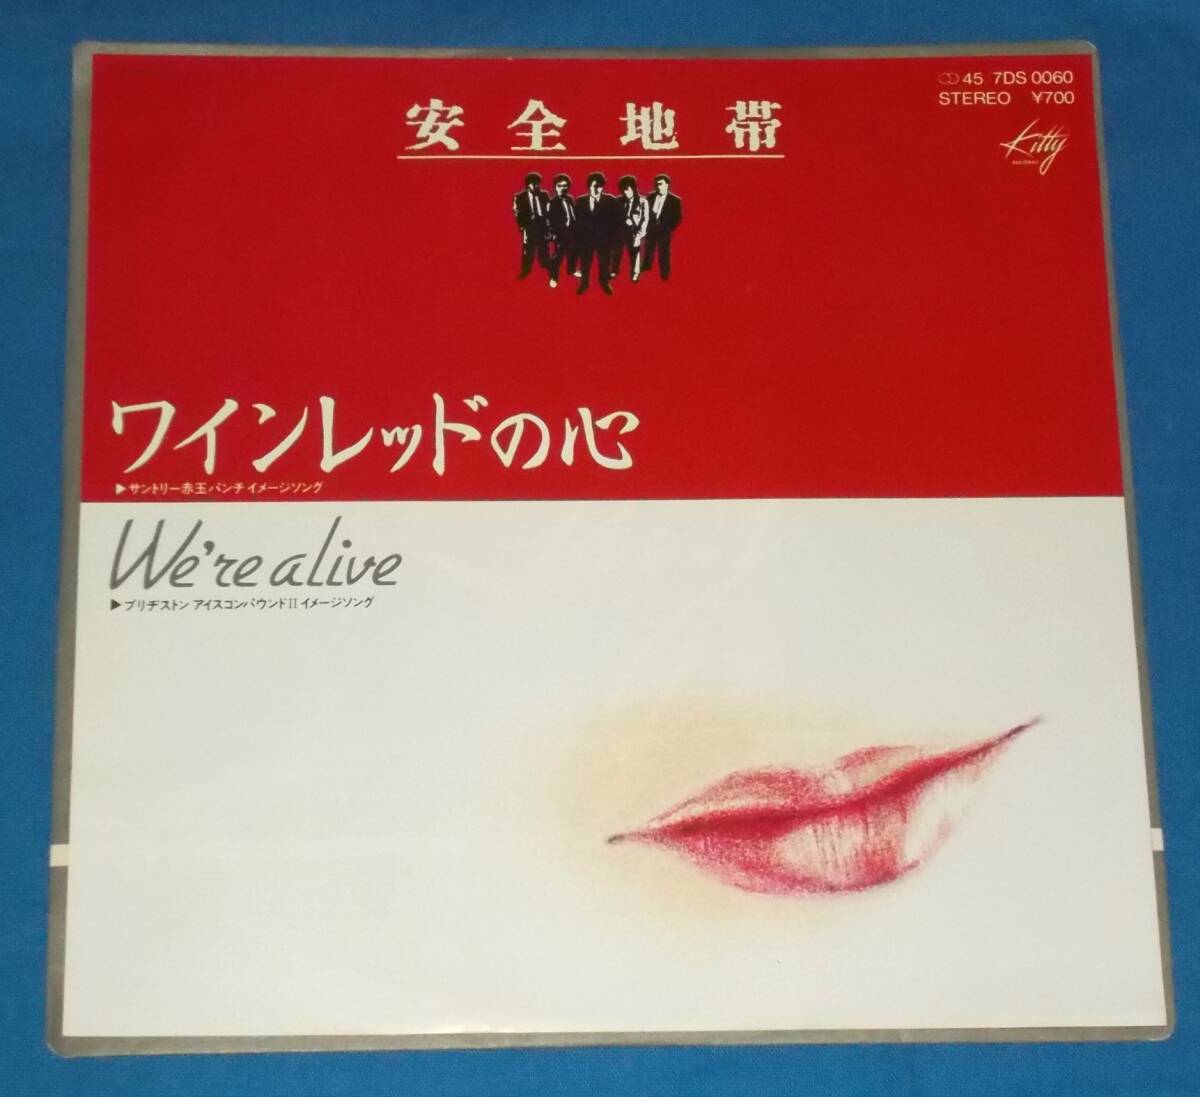 安全地帯
45 7DS 0060
STEREO ¥700
Kitty
RECORDS
ワインレッドの心
▶サントリー赤玉パンチイメージソング
We're alive
▶ブリヂストン アイスコンパウンドⅡイメージソング